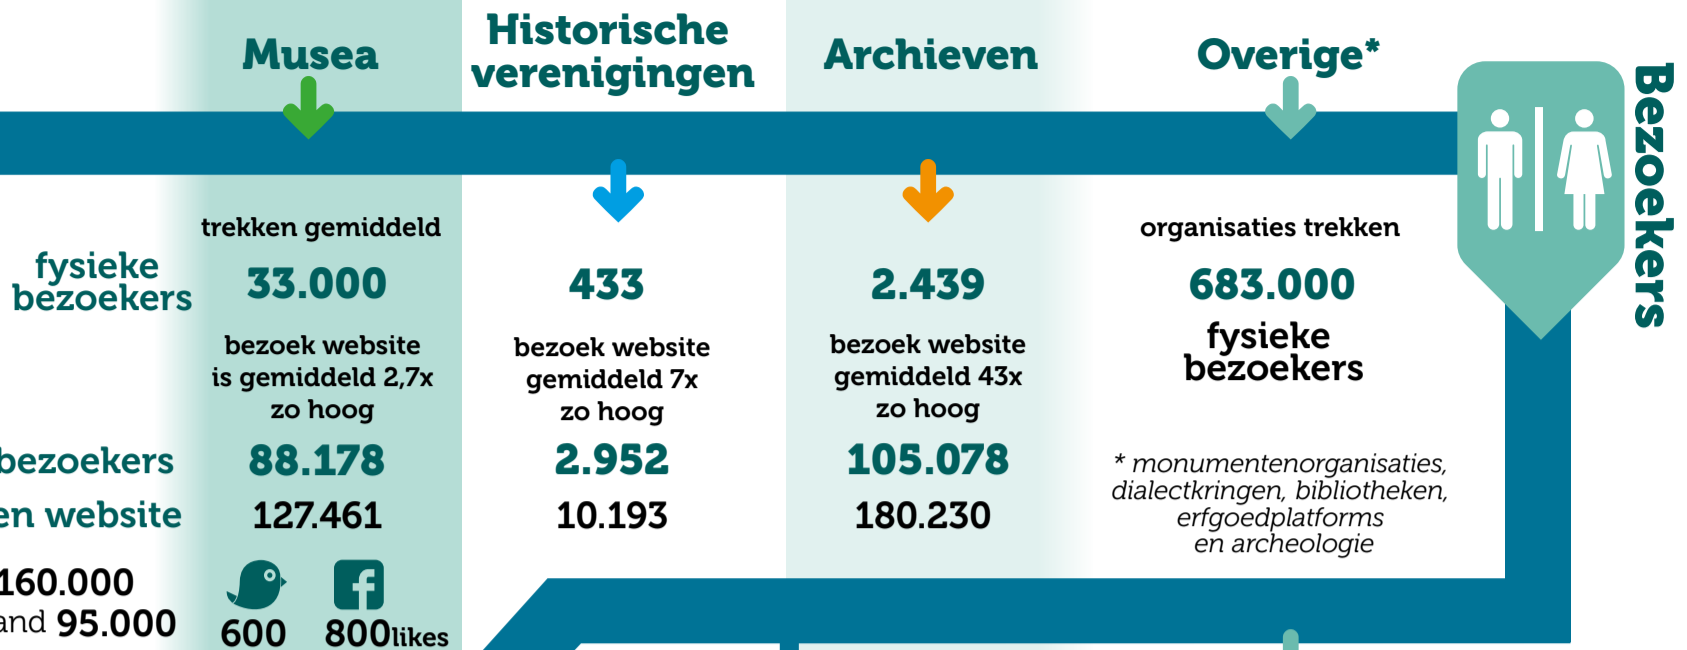 Musea
Historische
verenigingen
Archieven
Overige*
Bezoekers
trekken gemiddeld
organisaties trekken
fysieke
bezoekers
33.000
433
2.439
683.000
fysieke
bezoekers
bezoek website
is gemiddeld 2,7x
zo hoog
bezoek website
gemiddeld 7x
zo hoog
bezoek website
gemiddeld 43x
zo hoog
bezoekers
88.178
2.952
105.078
en website
127.461
10.193
180.230
* monumentenorganisaties,
dialectkringen, bibliotheken,
erfgoedplatforms
en archeologie
160.000
and 95.000
600
800likes